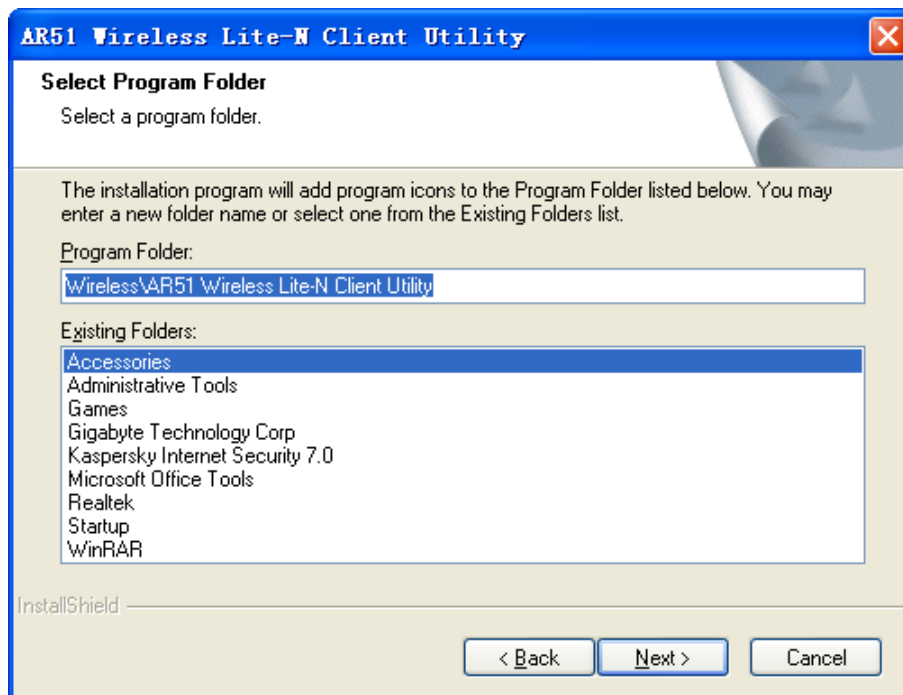 AR51 Wireless Lite-N Client Utility
Select Program Folder
Select a program folder.
The installation program will add program icons to the Program Folder listed below. You may
enter a new folder name or select one from the Existing Folders list.
Program Folder:
Wireless\AR51 Wireless Lite-N Client Utility
Existing Folders:
Accessories
Administrative Tools
Games
Gigabyte Technology Corp
Kaspersky Internet Security 7.0
Microsoft Office Tools
Realtek
Startup
WinRAR
InstallShield
< Back Next > Cancel